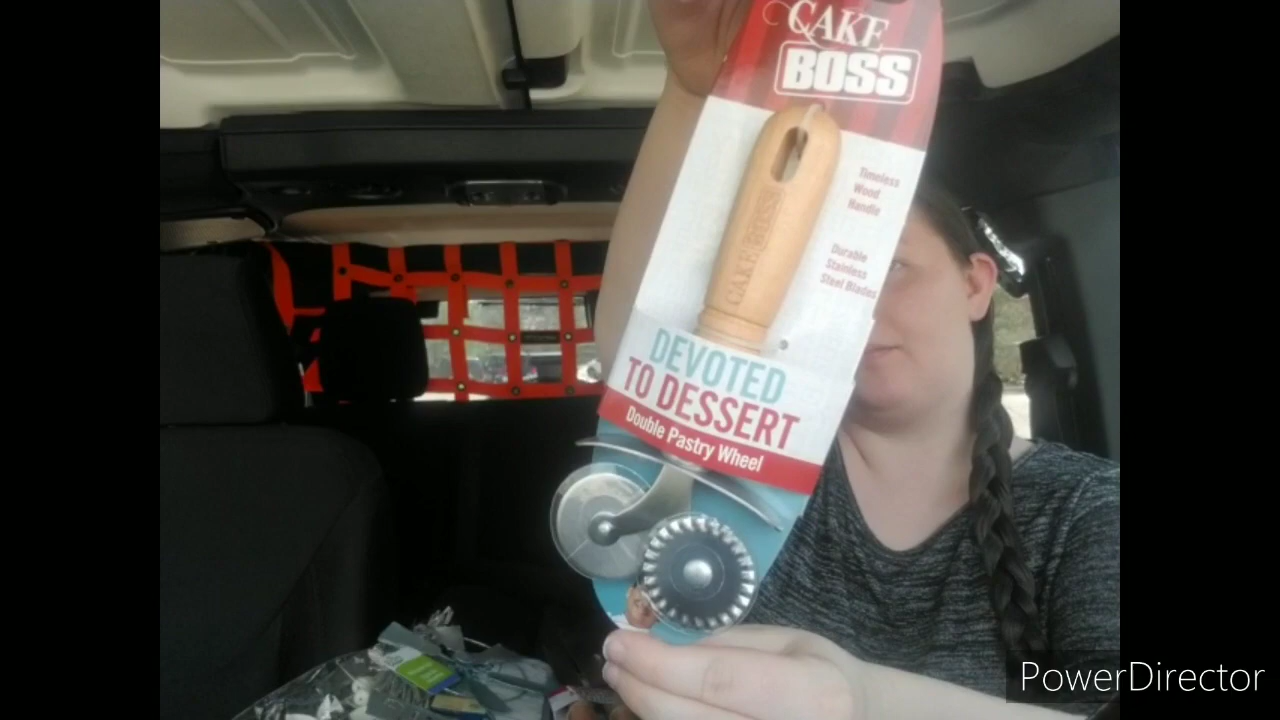 CAKE
BOSS
Timeless
Wood
Handle
CAKE BOSS
Durable
Stainless
Steel Blades
DEVOTED
TO DESSERT
Double Pastry Wheel
PowerDirector